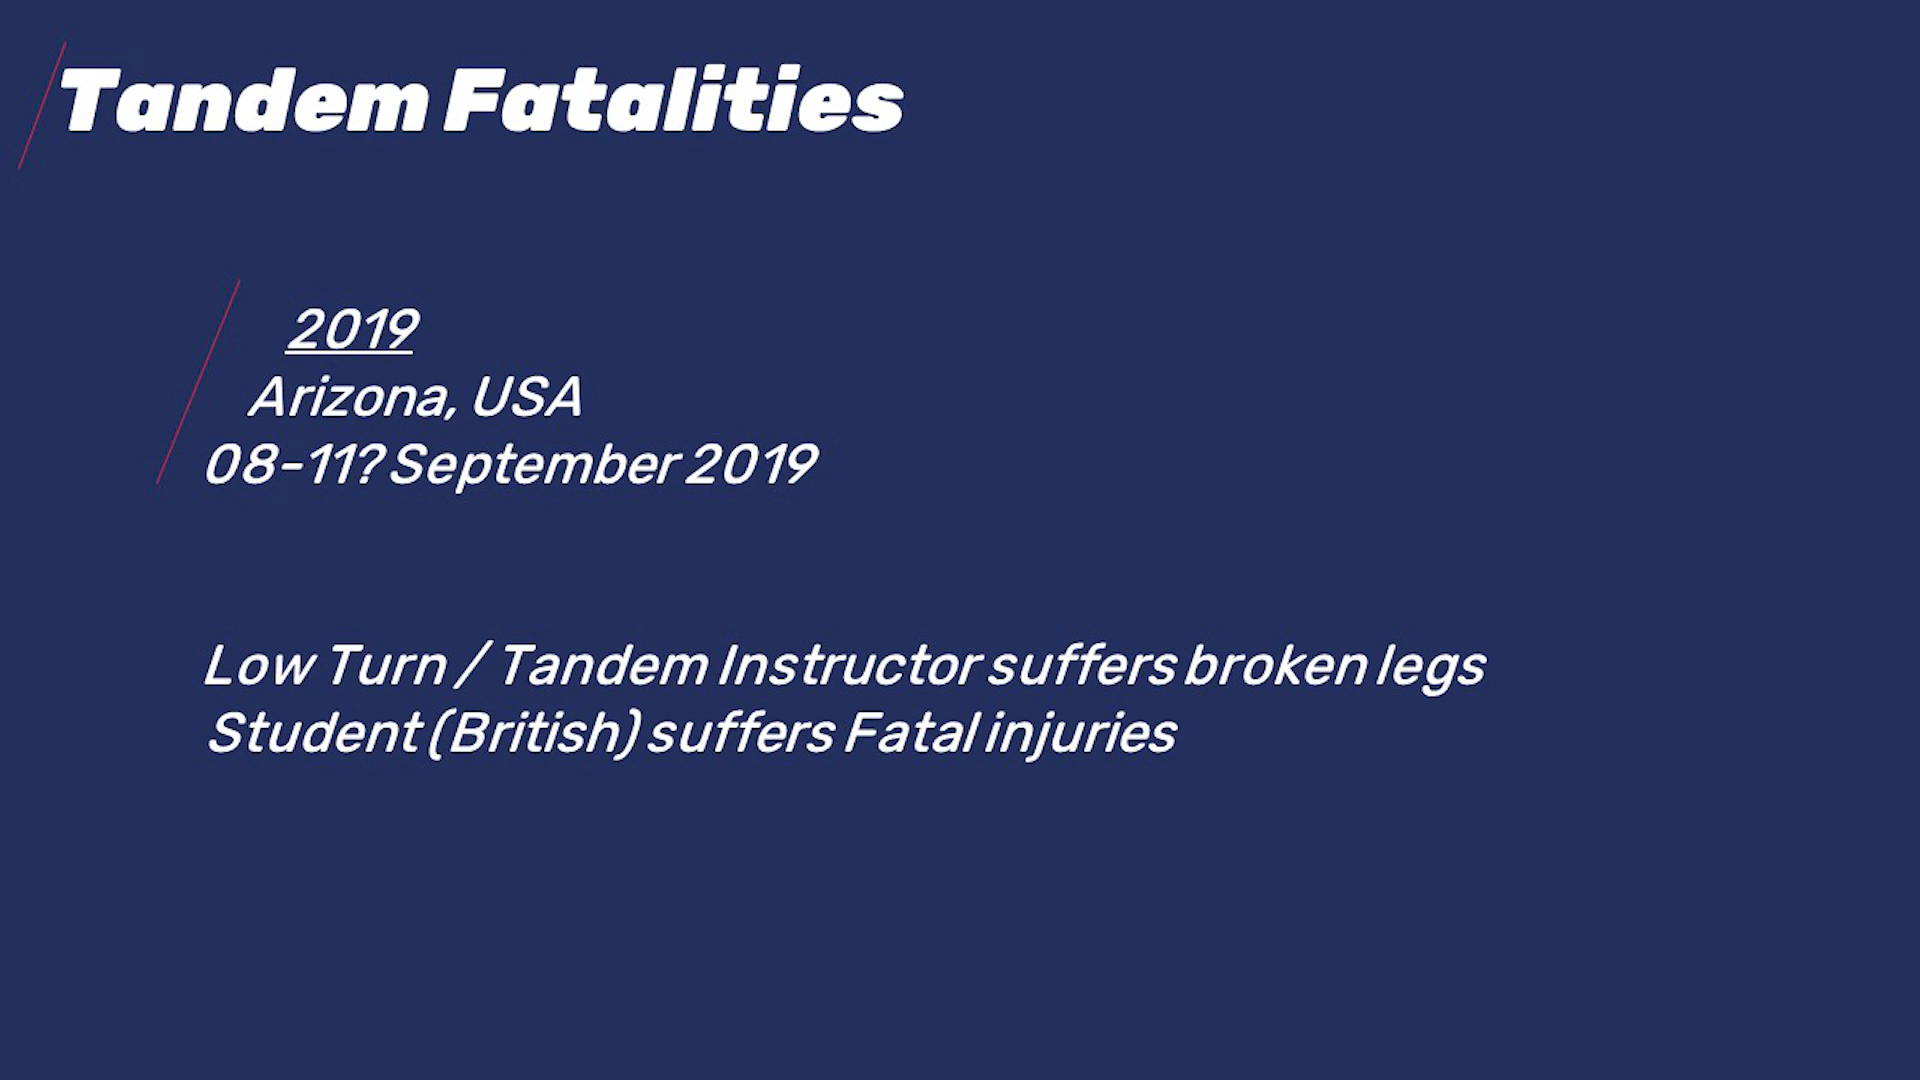 Tandem Fatalities
2019
Arizona, USA
08-11? September 2019
Low Turn / Tandem Instructor suffers broken legs
Student (British) suffers Fatal injuries